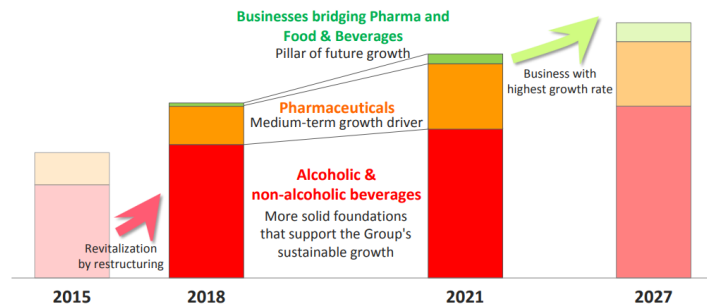 Businesses bridging Pharma and
Food & Beverages
Pillar of future growth
Business with
highest growth rate
Pharmaceuticals
Medium-term growth driver
Alcoholic &
non-alcoholic beverages
More solid foundations
that support the Group's
sustainable growth
Revitalization
by restructuring
2015
2018
2021
2027